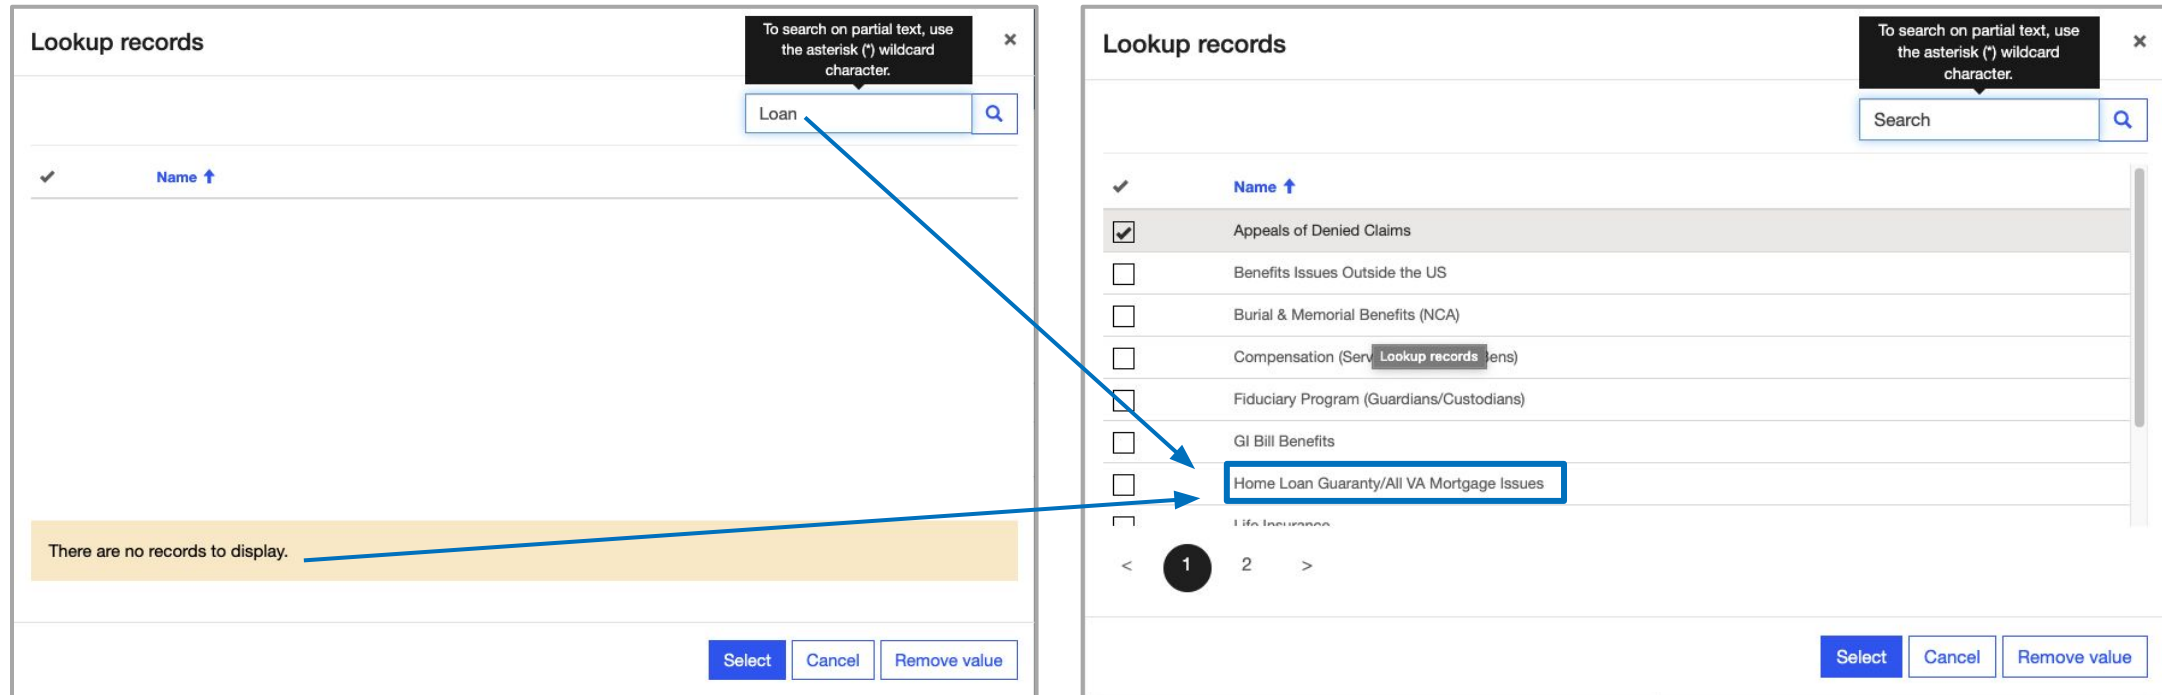 Lookup records
To search on partial text, use
the asterisk (*) wildcard
character.
×
Loan
Name
There are no records to display.
Select
Cancel
Remove value
Lookup records
To search on partial text, use
the asterisk (*) wildcard
character.
×
Search
Name
Appeals of Denied Claims
Benefits Issues Outside the US
Burial & Memorial Benefits (NCA)
Compensation (Serv
Lookup records
Fiduciary Program (Guardians/Custodians)
GI Bill Benefits
Home Loan Guaranty/All VA Mortgage Issues
Life Insurance
< 1 2 >
Select
Cancel
Remove value